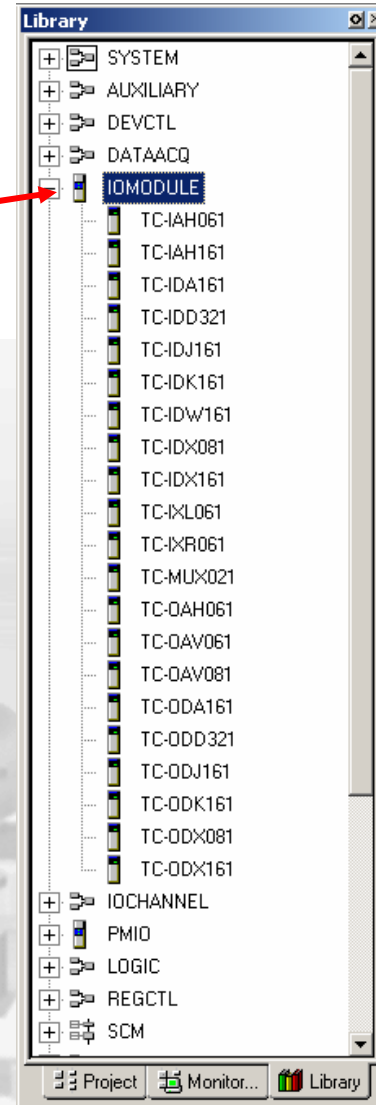 Library
SYSTEM
AUXILIARY
DEVCTL
DATAACQ
IOMODULE
TC-IAH061
TC-IAH161
TC-IDA161
TC-IDD321
TC-IDJ161
TC-IDK161
TC-IDW161
TC-IDX081
TC-IDX161
TC-IXL061
TC-IXR061
TC-MUX021
TC-OAH061
TC-OAV061
TC-OAV081
TC-ODA161
TC-ODD321
TC-ODJ161
TC-ODK161
TC-ODX081
TC-ODX161
IOCHANNEL
PMIO
LOGIC
REGCTL
SCM
Project Monitor... Library